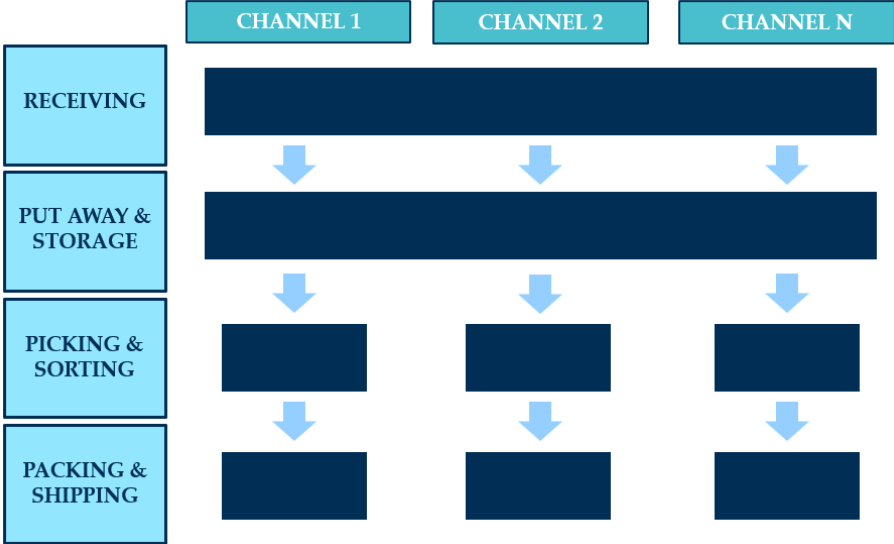 CHANNEL 1
CHANNEL 2
CHANNEL N
RECEIVING
PUT AWAY &
STORAGE
PICKING &
SORTING
PACKING &
SHIPPING